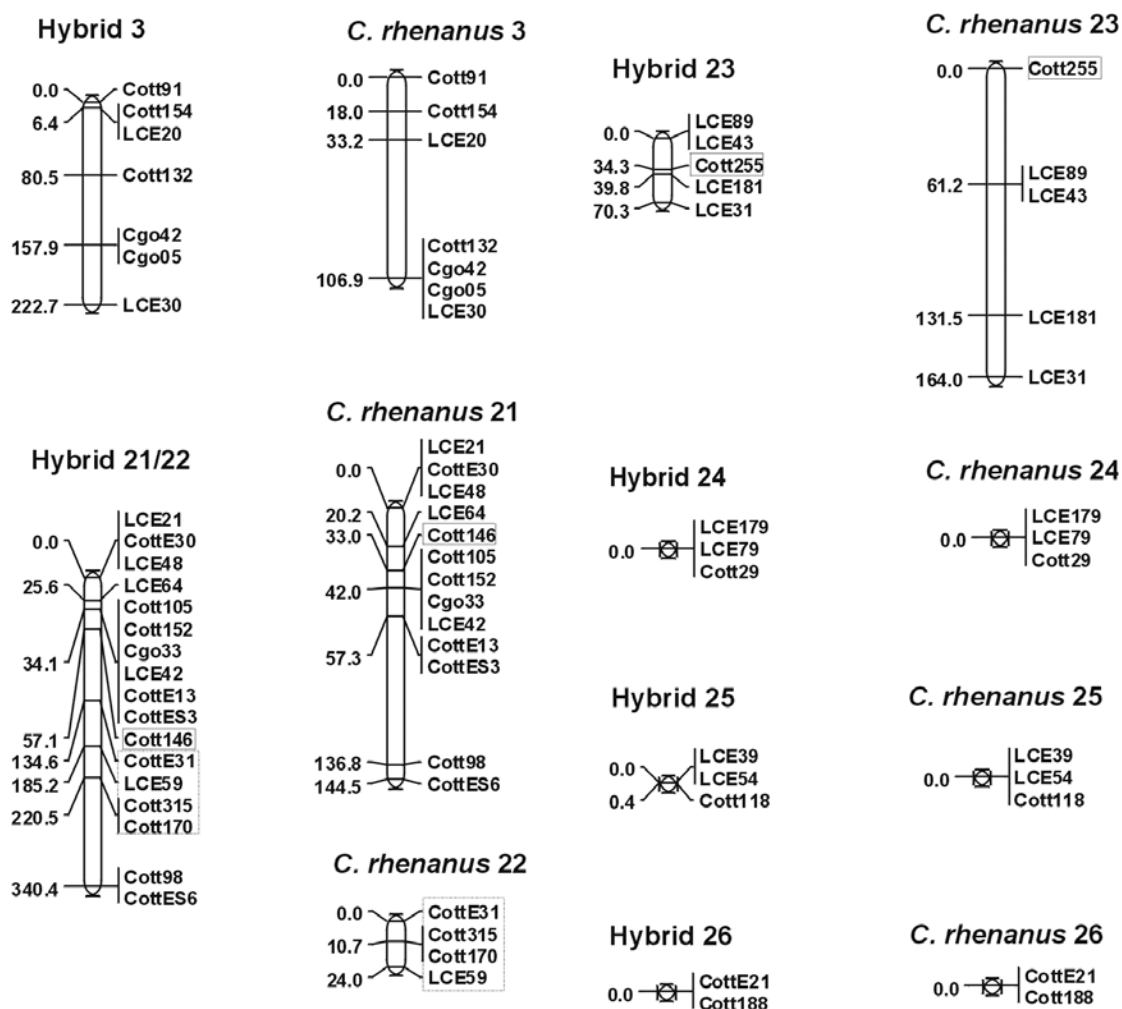 Hybrid 3
0.0
6.4
80.5
157.9
222.7
Cott91
Cott154
LCE20
Cott132
Cgo42
Cgo05
LCE30
C. rhenanus 3
0.0
18.0
33.2
106.9
Cott91
Cott154
LCE20
Cott132
Cgo42
Cgo05
LCE30
Hybrid 23
0.0
34.3
39.8
70.3
LCE89
LCE43
Cott255
LCE181
LCE31
C. rhenanus 23
0.0
61.2
131.5
164.0
Cott255
LCE89
LCE43
LCE181
LCE31
Hybrid 21/22
0.0
25.6
34.1
57.1
134.6
185.2
220.5
340.4
LCE21
CottE30
LCE48
LCE64
Cott105
Cott152
Cgo33
LCE42
CottE13
CottES3
Cott146
CottE31
LCE59
Cott315
Cott170
Cott98
CottES6
C. rhenanus 21
0.0
20.2
33.0
42.0
57.3
136.8
144.5
LCE21
CottE30
LCE48
LCE64
Cott146
Cott105
Cott152
Cgo33
LCE42
CottE13
CottES3
Cott98
CottES6
C. rhenanus 22
0.0
10.7
24.0
CottE31
Cott315
Cott170
LCE59
Hybrid 24
0.0
LCE179
LCE79
Cott29
C. rhenanus 24
0.0
LCE179
LCE79
Cott29
Hybrid 25
0.0
0.4
LCE39
LCE54
Cott118
C. rhenanus 25
0.0
LCE39
LCE54
Cott118
Hybrid 26
0.0
CottE21
Cott188
C. rhenanus 26
0.0
CottE21
Cott188